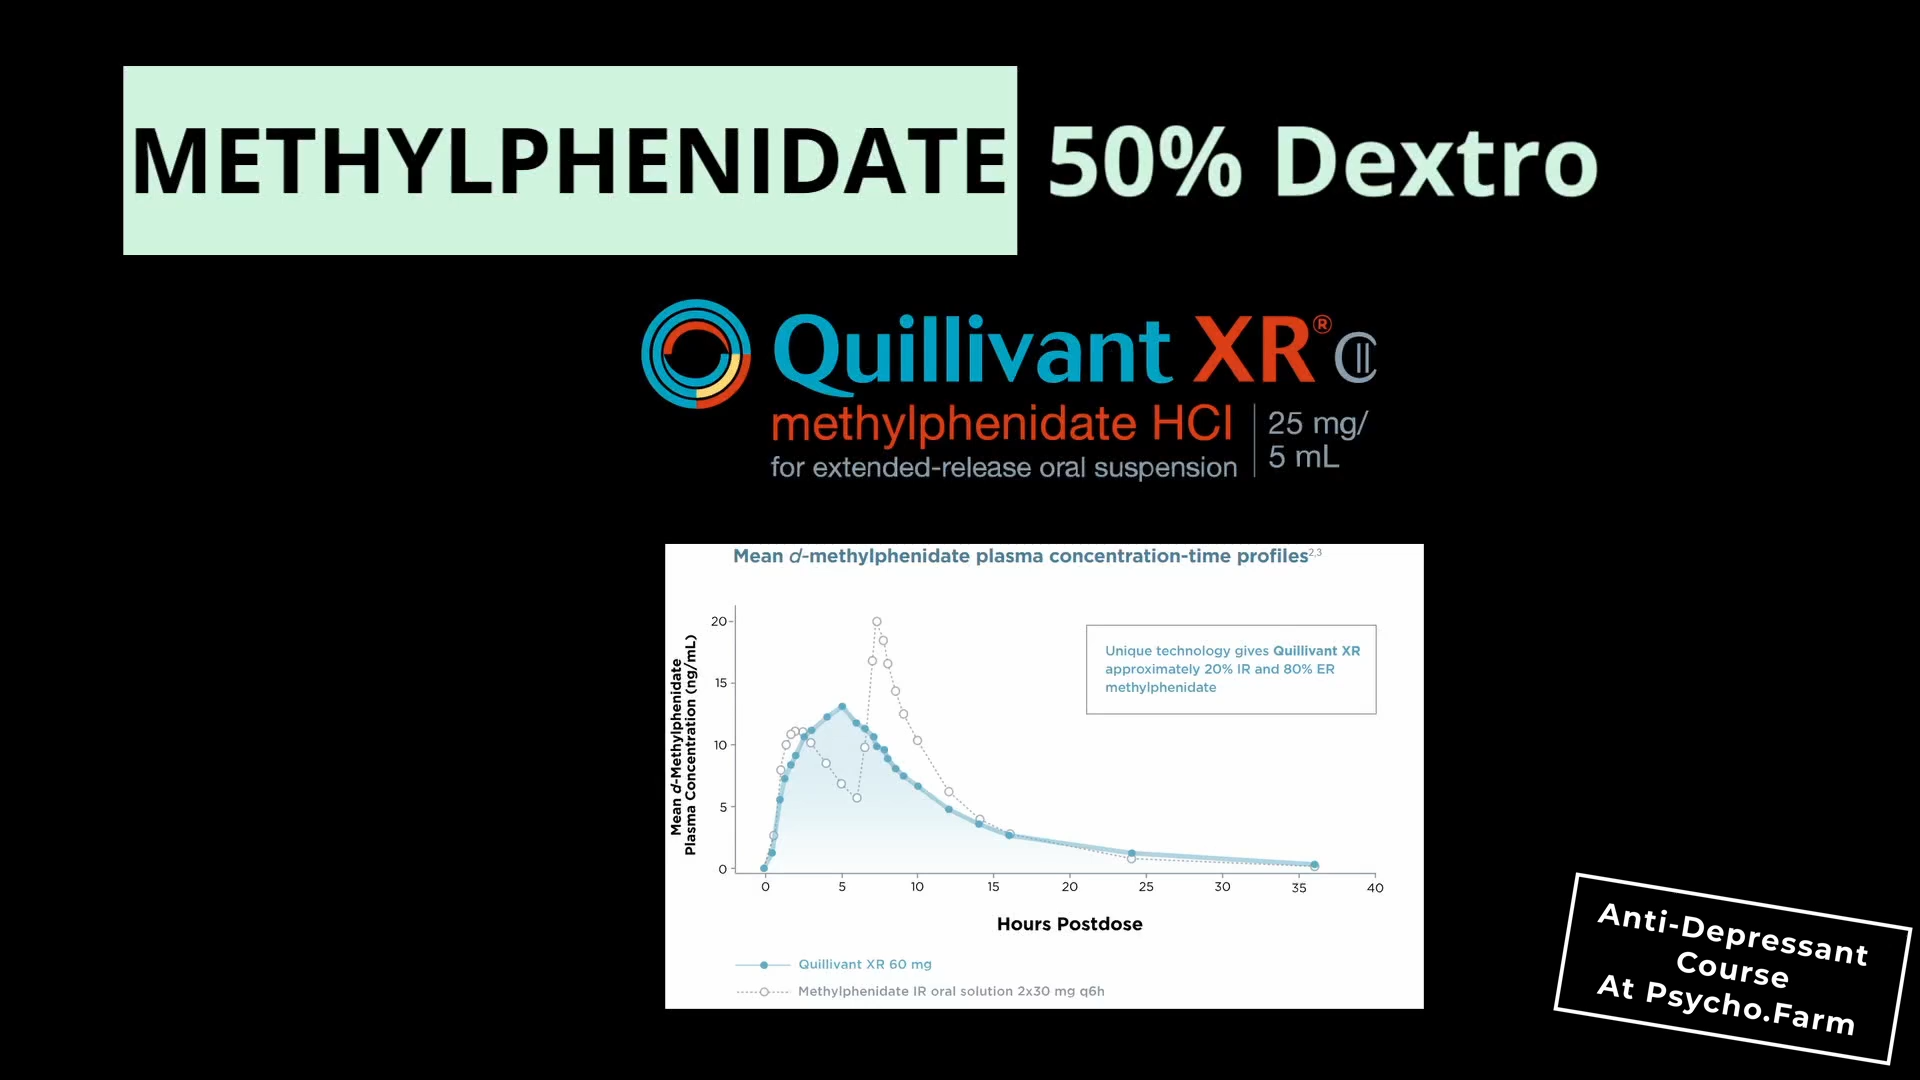 METHYLPHENIDATE 50% Dextro
Quillivant XR® CII
methylphenidate HCl
for extended-release oral suspension
25 mg/
5 mL
Mean d-methylphenidate plasma concentration-time profiles2,3
Mean d-Methylphenidate
Plasma Concentration (ng/mL)
20
15
10
5
0
Unique technology gives Quillivant XR
approximately 20% IR and 80% ER
methylphenidate
0 5 10 15 20 25 30 35 40
Hours Postdose
Quillivant XR 60 mg
Methylphenidate IR oral solution 2x30 mg q6h
Anti-Depressant
Course
At Psycho.Farm